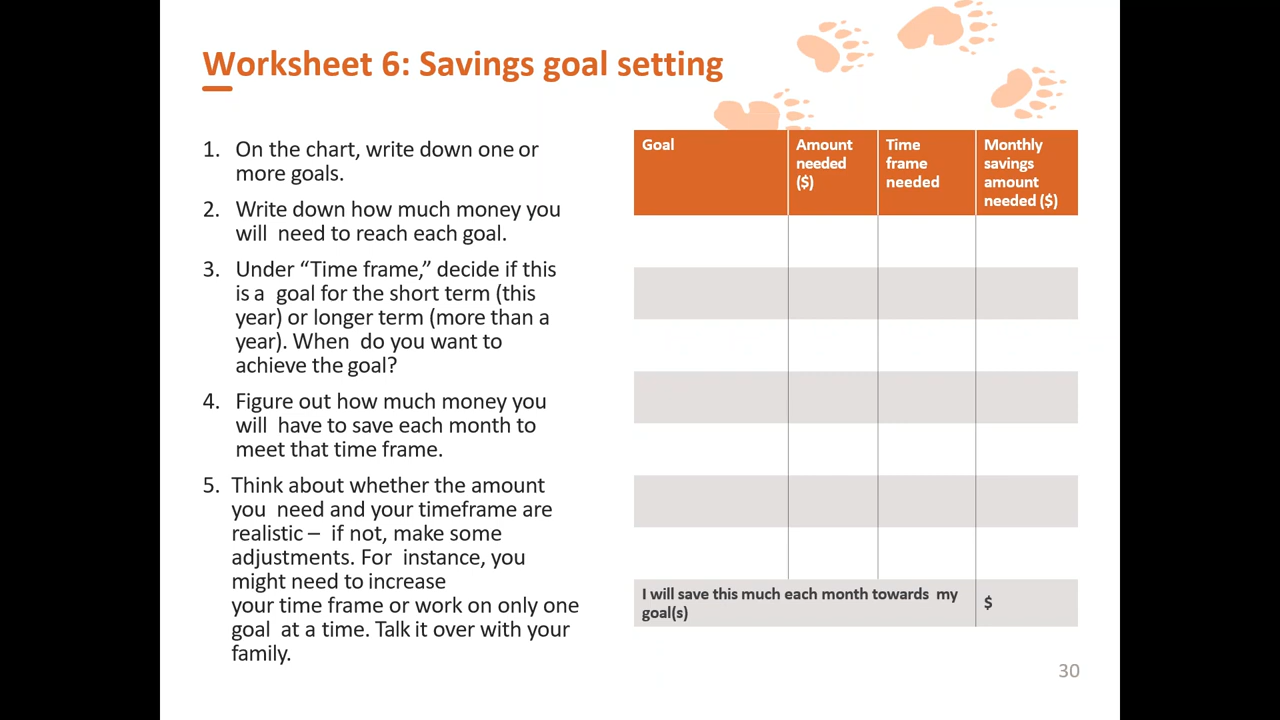 Worksheet 6: Savings goal setting
1. On the chart, write down one or
more goals.
2. Write down how much money you
will need to reach each goal.
3. Under “Time frame,” decide if this
is a goal for the short term (this
year) or longer term (more than a
year). When do you want to
achieve the goal?
4. Figure out how much money you
will have to save each month to
meet that time frame.
5. Think about whether the amount
you need and your timeframe are
realistic – if not, make some
adjustments. For instance, you
might need to increase
your time frame or work on only one
goal at a time. Talk it over with your
family.
Goal
Amount
needed
($)
Time
frame
needed
Monthly
savings
amount
needed ($)
I will save this much each month towards my
goal(s)
$
30